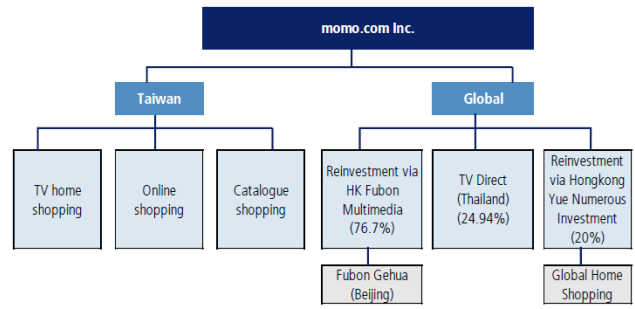 momo.com Inc.
Taiwan
Global
TV home
shopping
Online
shopping
Catalogue
shopping
Reinvestment via
HK Fubon
Multimedia
(76.7%)
TV Direct
(Thailand)
(24.94%)
Reinvestment
via Hongkong
Yue Numerous
Investment
(20%)
Fubon Gehua
(Beijing)
Global Home
Shopping